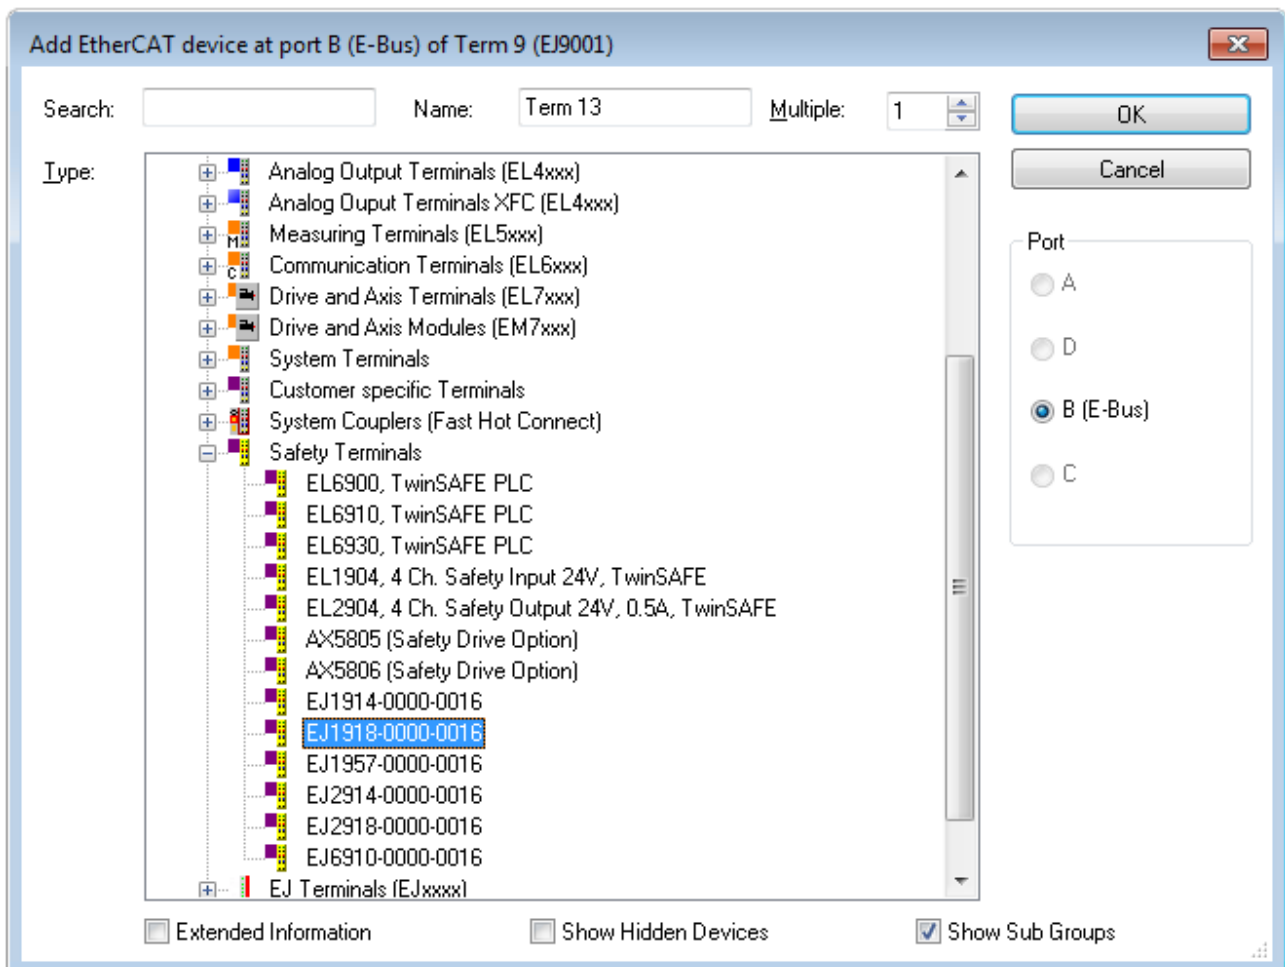 Add EtherCAT device at port B (E-Bus) of Term 9 (EJ9001)
Search: Name: Term 13 Multiple: 1 OK
Type: Analog Output Terminals (EL4xxx) Cancel
Analog Ouput Terminals XFC (EL4xxx)
Measuring Terminals (EL5xxx) Port
Communication Terminals (EL6xxx) A
Drive and Axis Terminals (EL7xxx)
Drive and Axis Modules (EM7xxx)
System Terminals D
Customer specific Terminals
System Couplers (Fast Hot Connect) B (E-Bus)
Safety Terminals
EL6900, TwinSAFE PLC C
EL6910, TwinSAFE PLC
EL6930, TwinSAFE PLC
EL1904, 4 Ch. Safety Input 24V, TwinSAFE
EL2904, 4 Ch. Safety Output 24V, 0.5A, TwinSAFE
AX5805 (Safety Drive Option)
AX5806 (Safety Drive Option)
EJ1914-0000-0016
EJ1918-0000-0016
EJ1957-0000-0016
EJ2914-0000-0016
EJ2918-0000-0016
EJ6910-0000-0016
EJ Terminals (EJxxxx)
Extended Information Show Hidden Devices Show Sub Groups